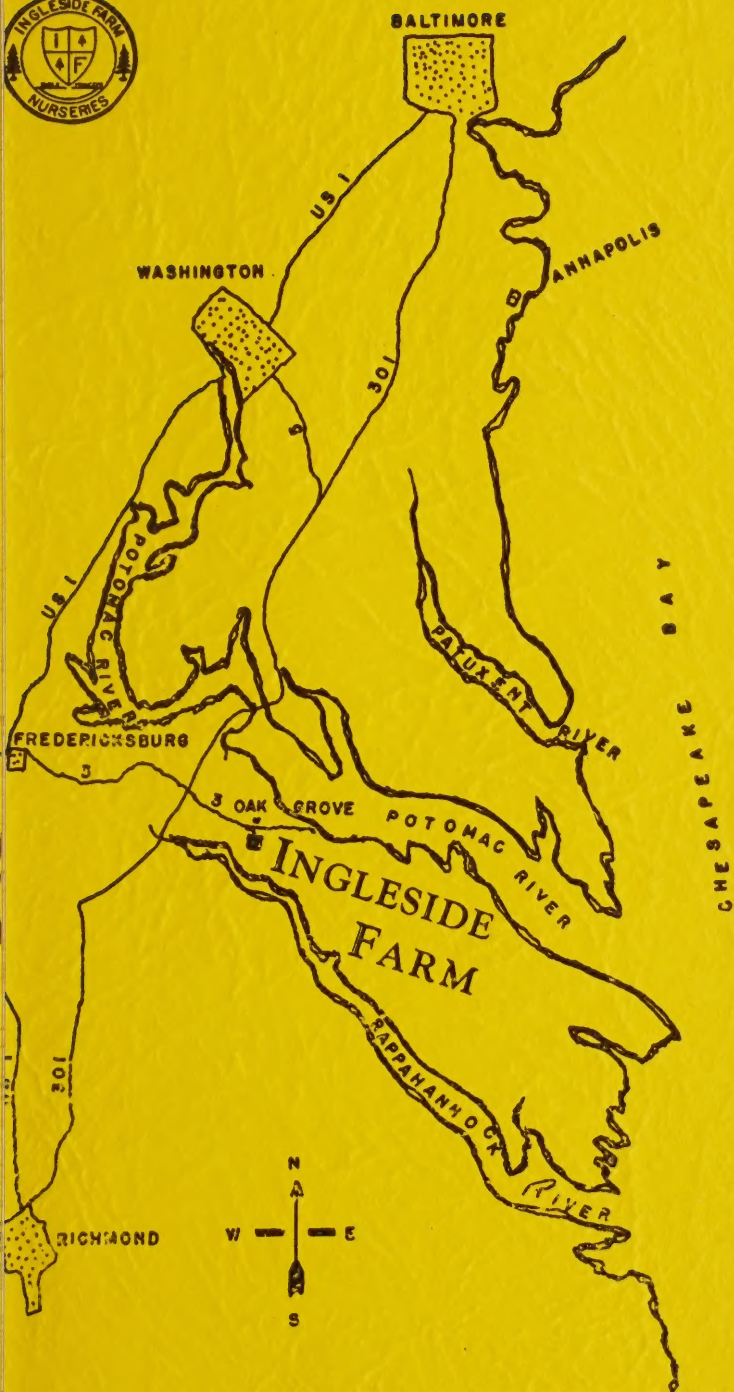 INGLESIDE FARM
I
F
NURSERIES
BALTIMORE
US 1
WASHINGTON
ANNAPOLIS
301
5
POTOMAC RIVER
US 1
PATUXENT RIVER
CHESAPEAKE BAY
FREDERICKSBURG
3
3
OAK GROVE
POTOMAC RIVER
INGLESIDE
FARM
RAPPAHANNOCK RIVER
301
N
W
E
S
RICHMOND